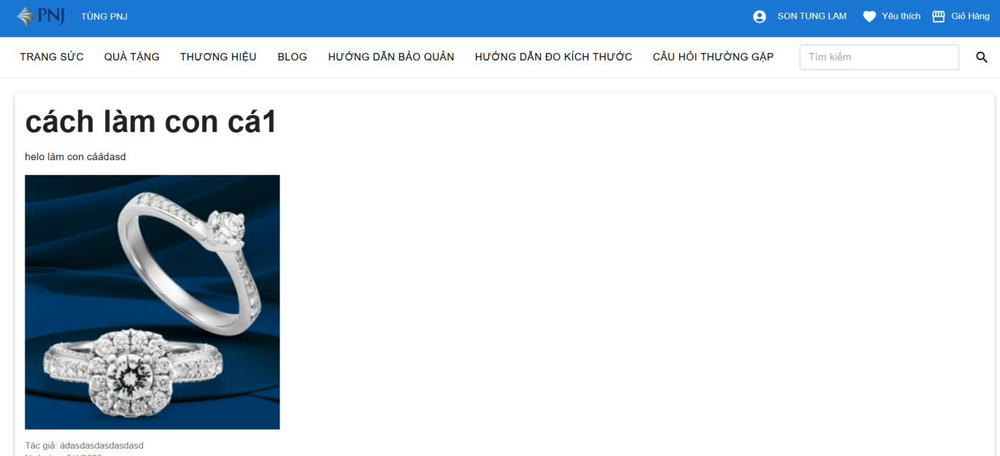 PNJ TÙNG PNJ SON TUNG LAM Yêu thích Giỏ Hàng
TRANG SỨC QUÀ TẶNG THƯƠNG HIỆU BLOG HƯỚNG DẪN BẢO QUẢN HƯỚNG DẪN ĐO KÍCH THƯỚC CÂU HỎI THƯỜNG GẶP Tìm kiếm
cách làm con cá1
helo làm con cáádasd
Tác giả: ádasdasdasdasdasd